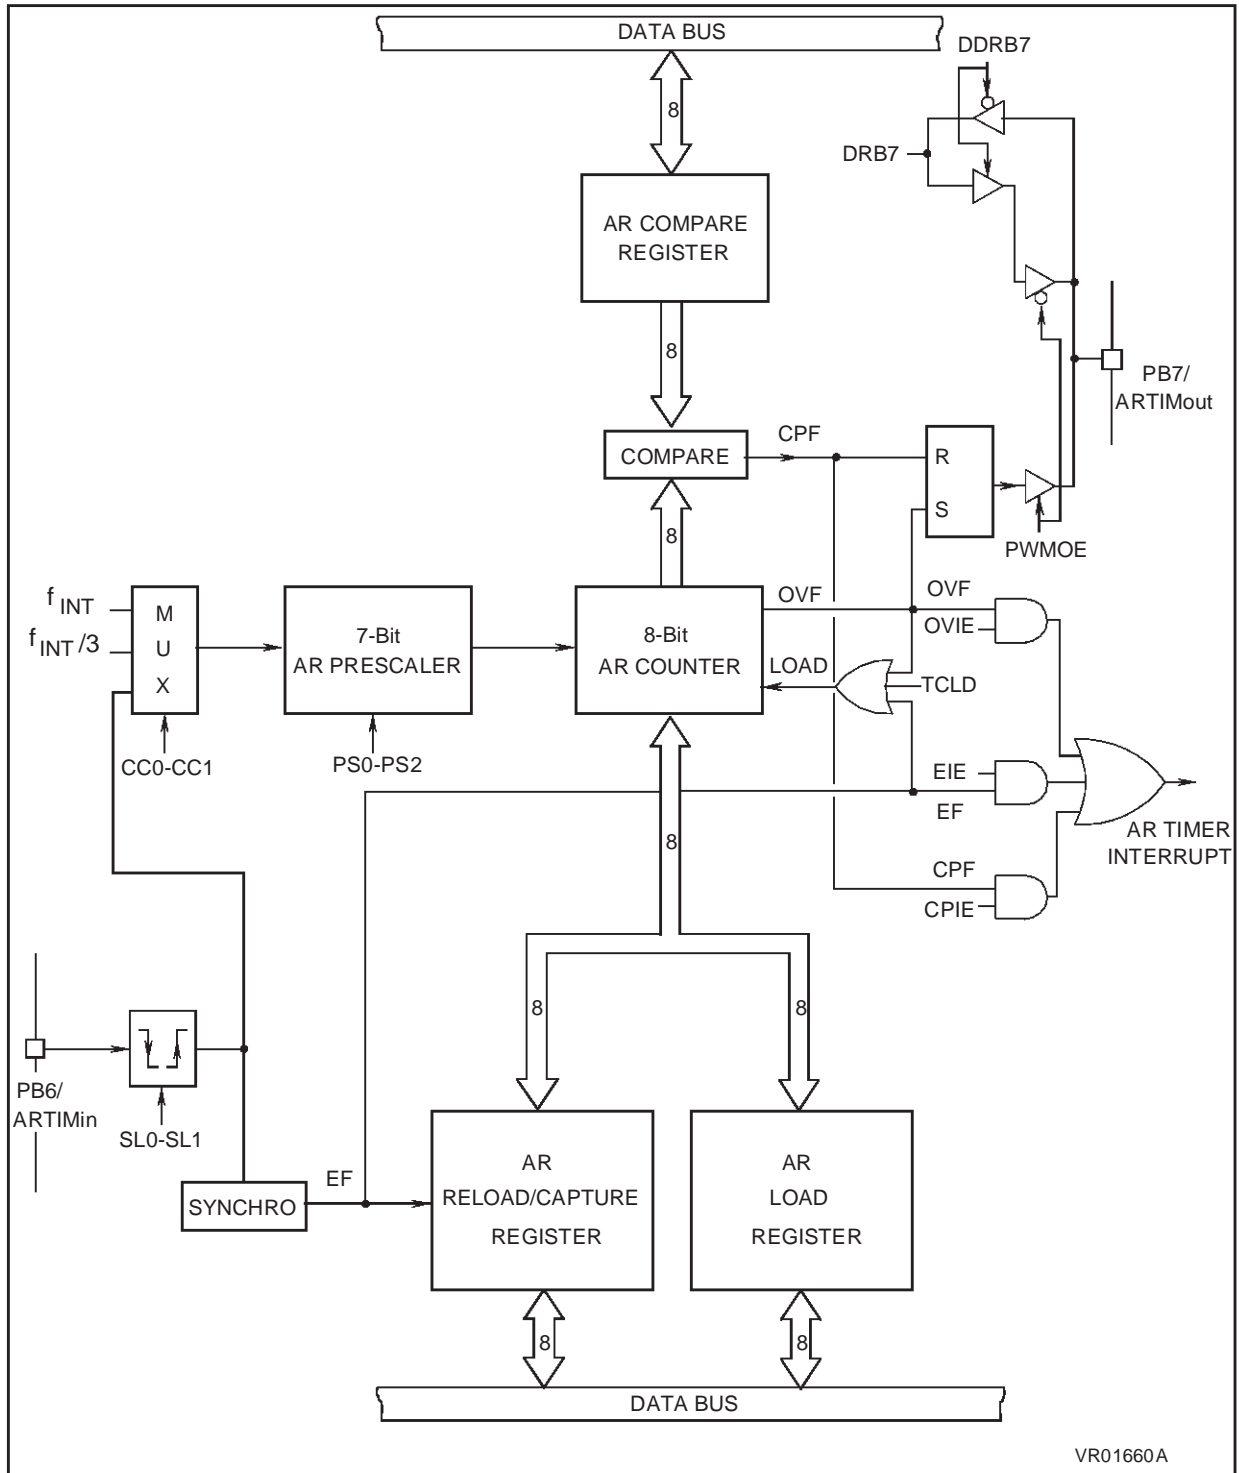 DATA BUS
DDRB7
8
DRB7
AR COMPARE
REGISTER
8
PB7/
ARTIMout
CPF
COMPARE
R
S
8
PWMOE
f INT
f INT /3
M
U
X
7-Bit
AR PRESCALER
8-Bit
AR COUNTER
OVF
OVF
OVIE
LOAD
TCLD
CC0-CC1
PS0-PS2
EIE
EF
8
AR TIMER
INTERRUPT
CPF
CPIE
8
8
PB6/
ARTIMin
SL0-SL1
SYNCHRO
EF
AR
RELOAD/CAPTURE
REGISTER
AR
LOAD
REGISTER
8
8
DATA BUS
VR01660A